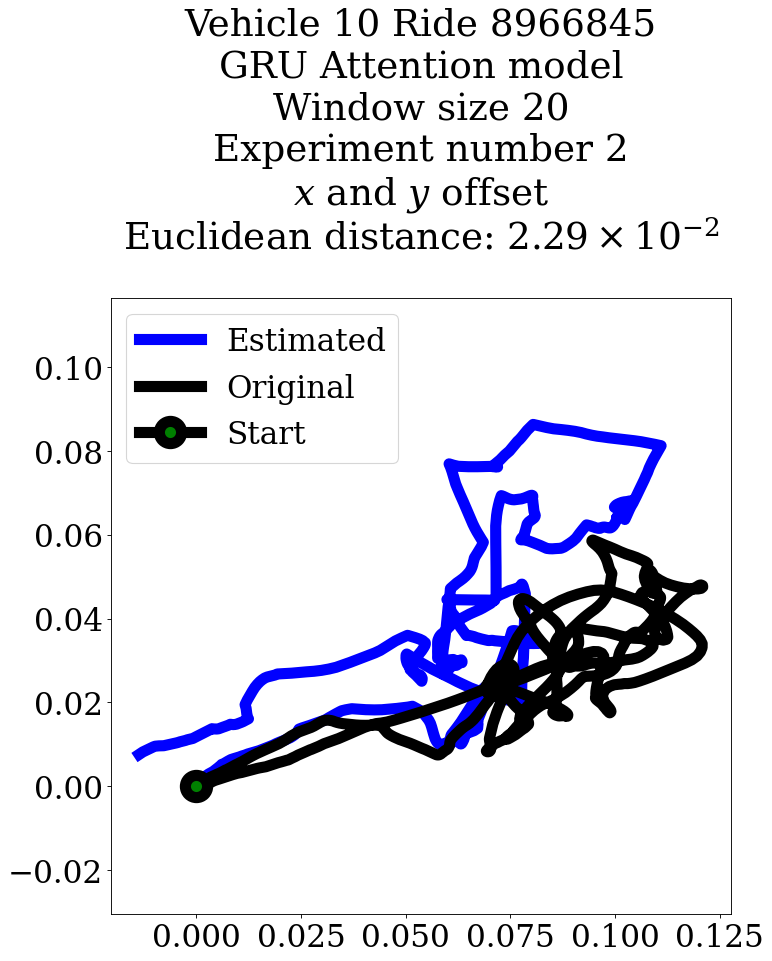 Vehicle 10 Ride 8966845
GRU Attention model
Window size 20
Experiment number 2
x and y offset
Euclidean distance: 2.29 × 10⁻²
Estimated
Original
Start
0.10
0.08
0.06
0.04
0.02
0.00
−0.02
0.000 0.025 0.050 0.075 0.100 0.125